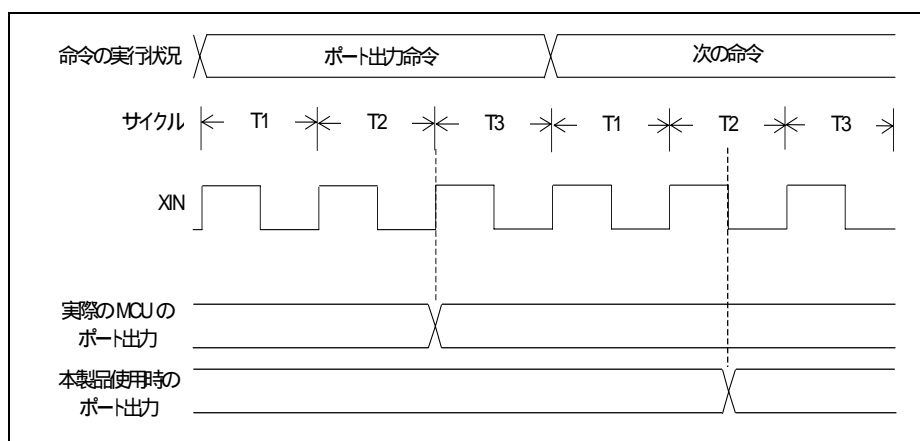 命令の実行状況 ポート出力命令 次の命令
サイクル T1 T2 T3 T1 T2 T3
XIN
実際のMCUの
ポート出力
本製品使用時の
ポート出力